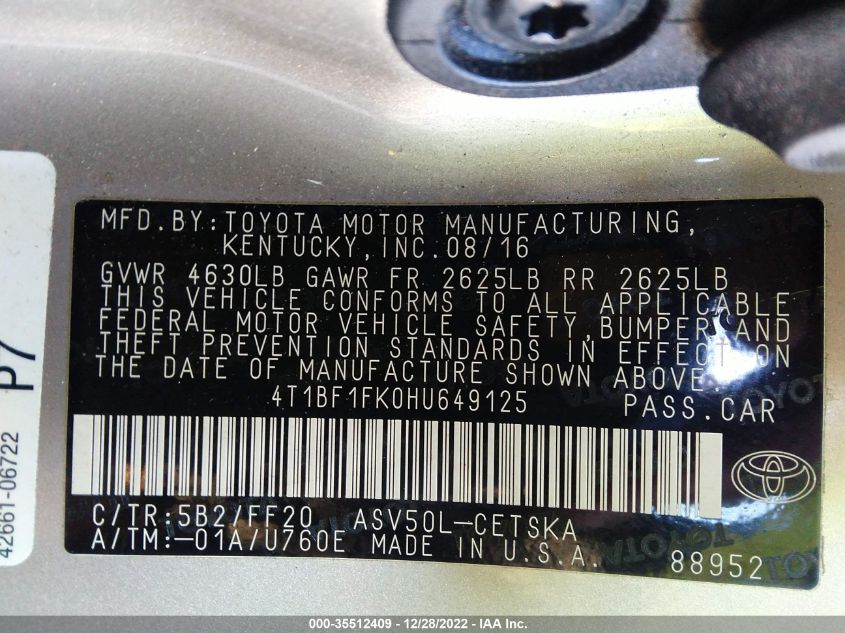 MFD.BY:TOYOTA MOTOR MANUFACTURING,
KENTUCKY,INC.08/16
GVWR 4630LB GAWR FR 2625LB RR 2625LB
THIS VEHICLE CONFORMS TO ALL APPLICABLE
FEDERAL MOTOR VEHICLE SAFETY,BUMPER,AND
THEFT PREVENTION STANDARDS IN EFFECT ON
THE DATE OF MANUFACTURE SHOWN ABOVE.
4T1BF1FK0HU649125 PASS.CAR
C/TR:5B2/FF20 ASV50L-CETSKA
A/TM:-01A/U760E MADE IN U.S.A.
88952
P7
42661-06722
000-35512409 - 12/28/2022 - IAA Inc.